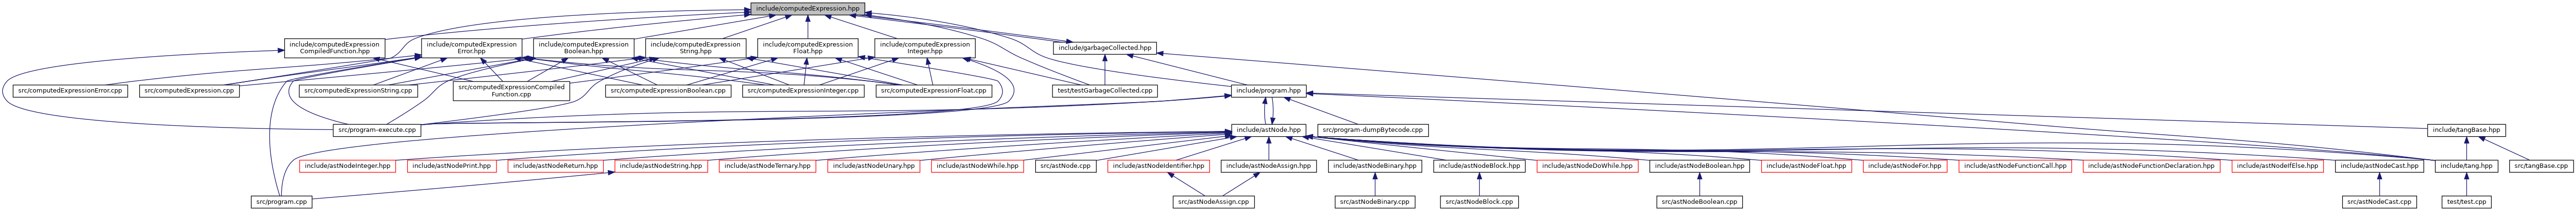 include/computedExpression.hpp
include/computedExpression
CompiledFunction.hpp
include/computedExpression
Error.hpp
include/computedExpression
Boolean.hpp
include/computedExpression
String.hpp
include/computedExpression
Float.hpp
include/computedExpression
Integer.hpp
include/garbageCollected.hpp
src/computedExpressionError.cpp
src/computedExpression.cpp
src/computedExpressionString.cpp
src/computedExpressionCompiled
Function.cpp
src/computedExpressionBoolean.cpp
src/computedExpressionInteger.cpp
src/computedExpressionFloat.cpp
test/testGarbageCollected.cpp
include/program.hpp
src/program-execute.cpp
include/astNode.hpp
src/program-dumpBytecode.cpp
include/tangBase.hpp
include/astNodeInteger.hpp
include/astNodePrint.hpp
include/astNodeReturn.hpp
include/astNodeString.hpp
include/astNodeTernary.hpp
include/astNodeUnary.hpp
include/astNodeWhile.hpp
src/astNode.cpp
include/astNodeIdentifier.hpp
include/astNodeAssign.hpp
include/astNodeBinary.hpp
include/astNodeBlock.hpp
include/astNodeDoWhile.hpp
include/astNodeBoolean.hpp
include/astNodeFloat.hpp
include/astNodeFor.hpp
include/astNodeFunctionCall.hpp
include/astNodeFunctionDeclaration.hpp
include/astNodeIfElse.hpp
include/astNodeCast.hpp
include/tang.hpp
src/tangBase.cpp
src/program.cpp
src/astNodeAssign.cpp
src/astNodeBinary.cpp
src/astNodeBlock.cpp
src/astNodeBoolean.cpp
src/astNodeCast.cpp
test/test.cpp